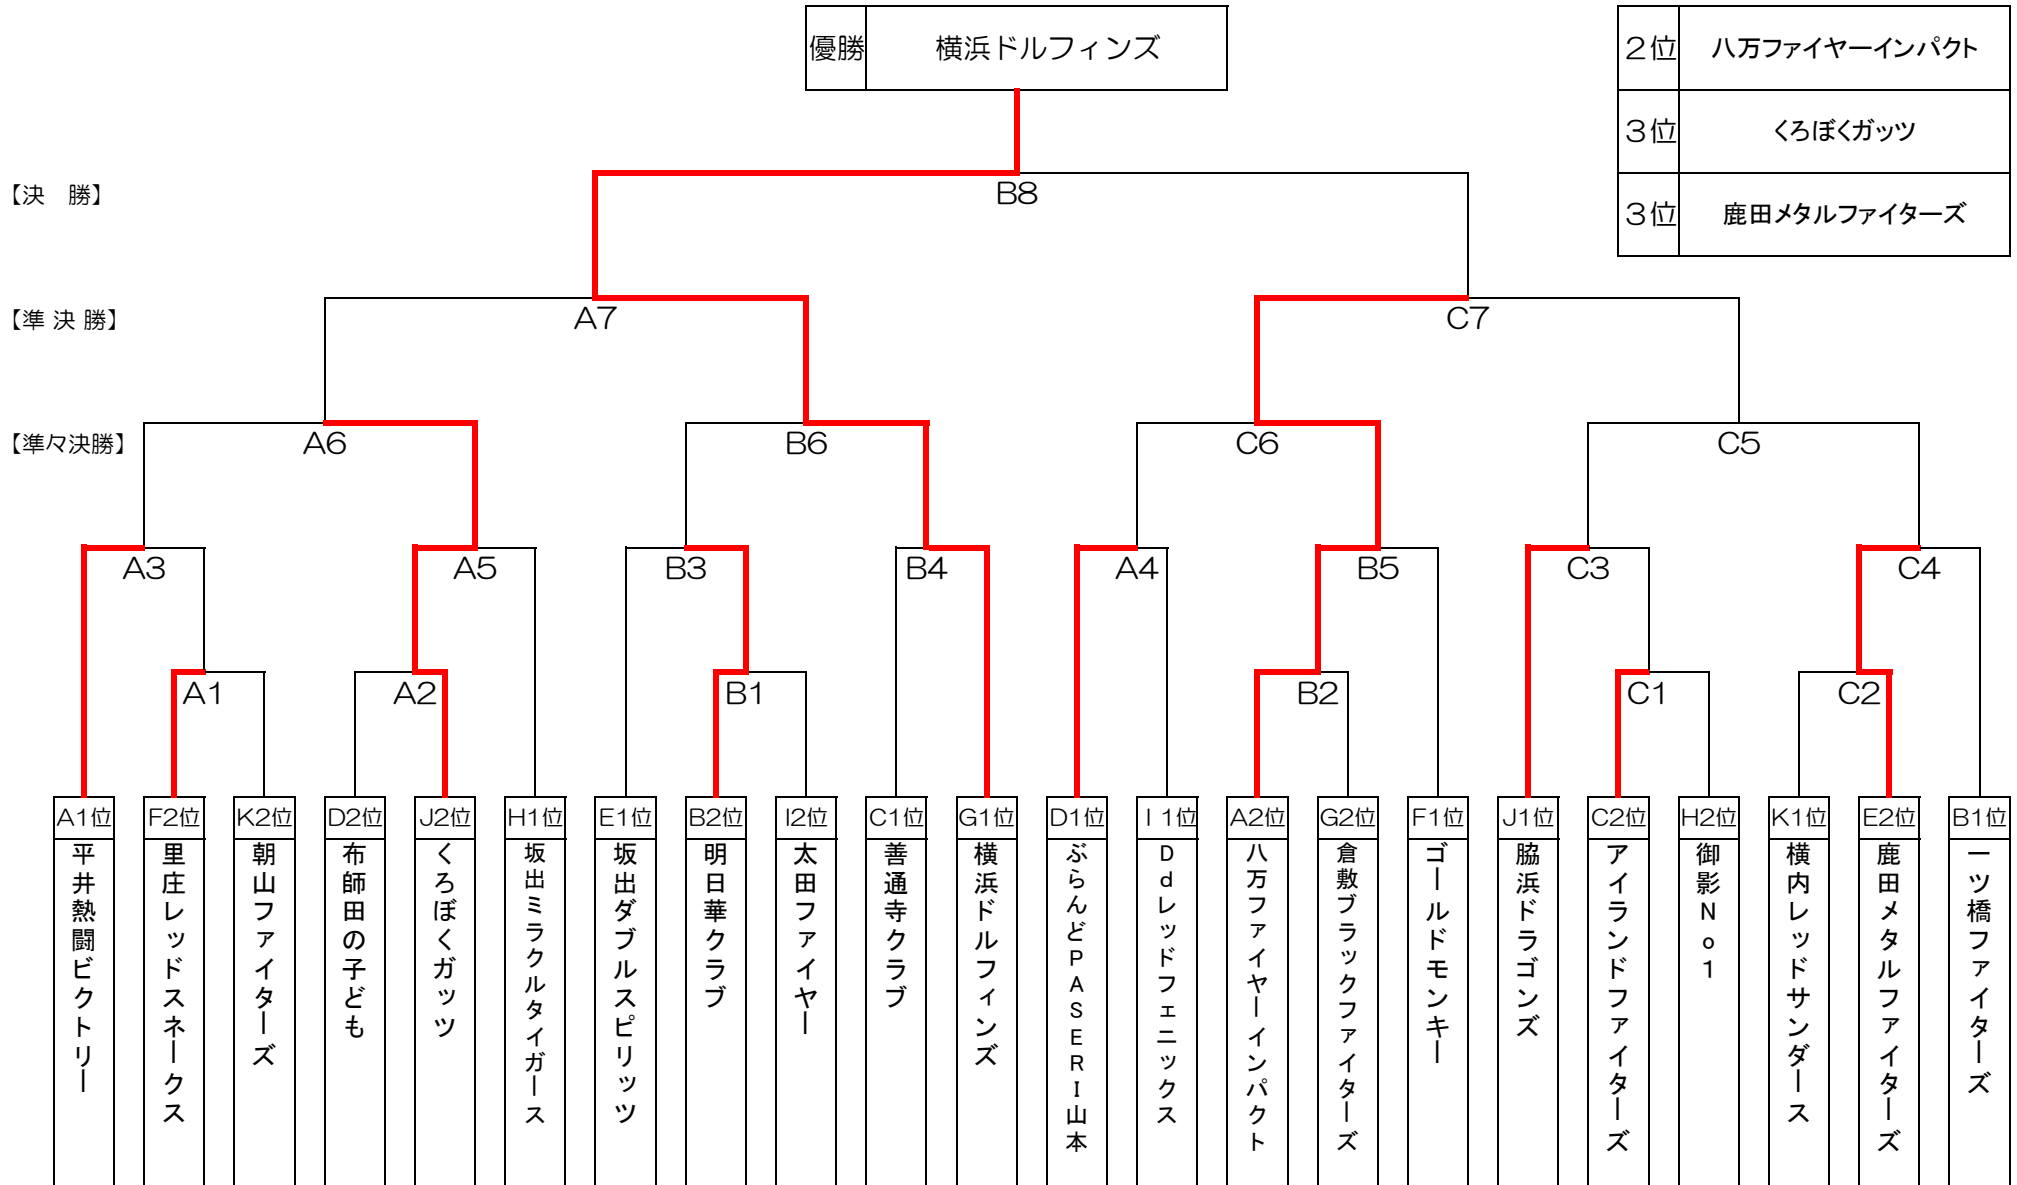 優勝 横浜ドルフィンズ
2位 八万ファイヤーインパクト
3位 くろぼくガッツ
3位 鹿田メタルファイターズ
【決　勝】
B8
【準 決 勝】
A7 C7
【準々決勝】
A6 B6 C6 C5
A3 A5 B3 B4 A4 B5 C3 C4
A1 A2 B1 B2 C1 C2
A1位 F2位 K2位 D2位 J2位 H1位 E1位 B2位 I2位 C1位 G1位 D1位 I 1位 A2位 G2位 F1位 J1位 C2位 H2位 K1位 E2位 B1位
平井熱闘ビクトリー
里庄レッドスネークス
朝山ファイターズ
布師田の子ども
くろぼくガッツ
坂出ミラクルタイガース
坂出ダブルスピリッツ
明日華クラブ
太田ファイヤー
善通寺クラブ
横浜ドルフィンズ
ぶらんどPASERI山本
Ddレッドフェニックス
八万ファイヤーインパクト
倉敷ブラックファイターズ
ゴールドモンキー
脇浜ドラゴンズ
アイランドファイターズ
御影No1
横内レッドサンダース
鹿田メタルファイターズ
一ツ橋ファイターズ